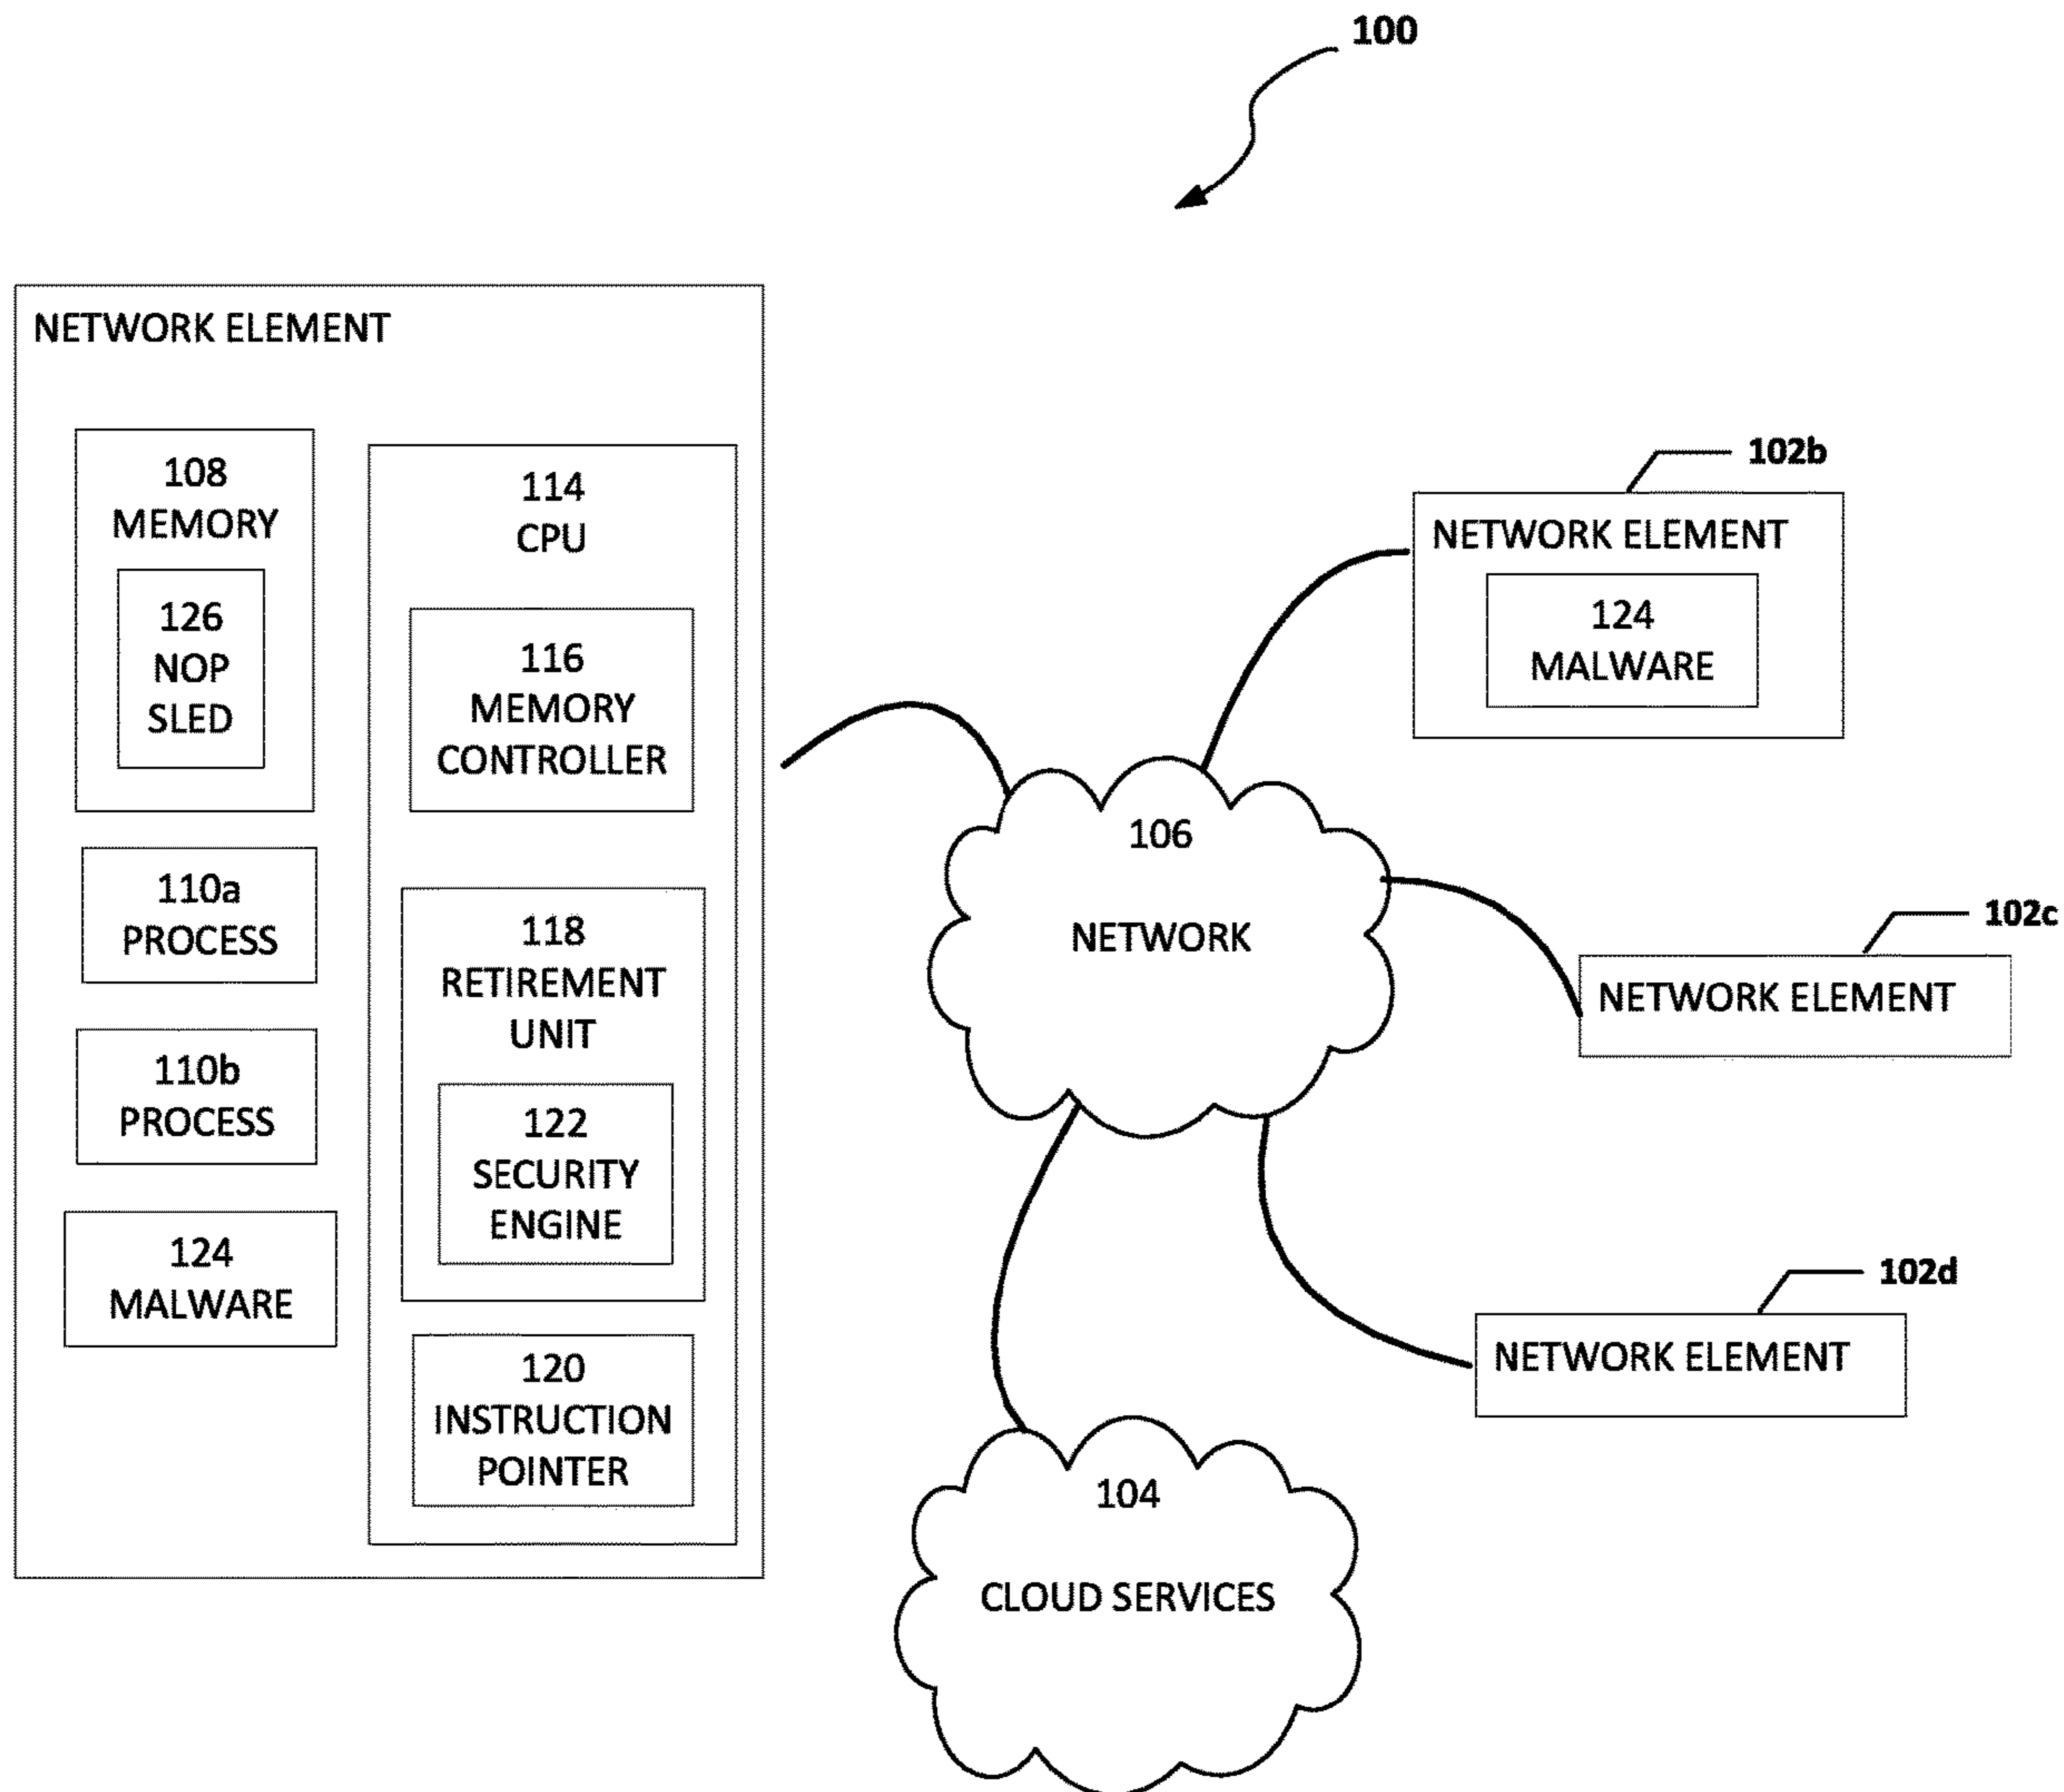 100
NETWORK ELEMENT
108
MEMORY
126
NOP
SLED
110a
PROCESS
110b
PROCESS
124
MALWARE
114
CPU
116
MEMORY
CONTROLLER
118
RETIREMENT
UNIT
122
SECURITY
ENGINE
120
INSTRUCTION
POINTER
106
NETWORK
104
CLOUD SERVICES
102b
NETWORK ELEMENT
124
MALWARE
102c
NETWORK ELEMENT
102d
NETWORK ELEMENT